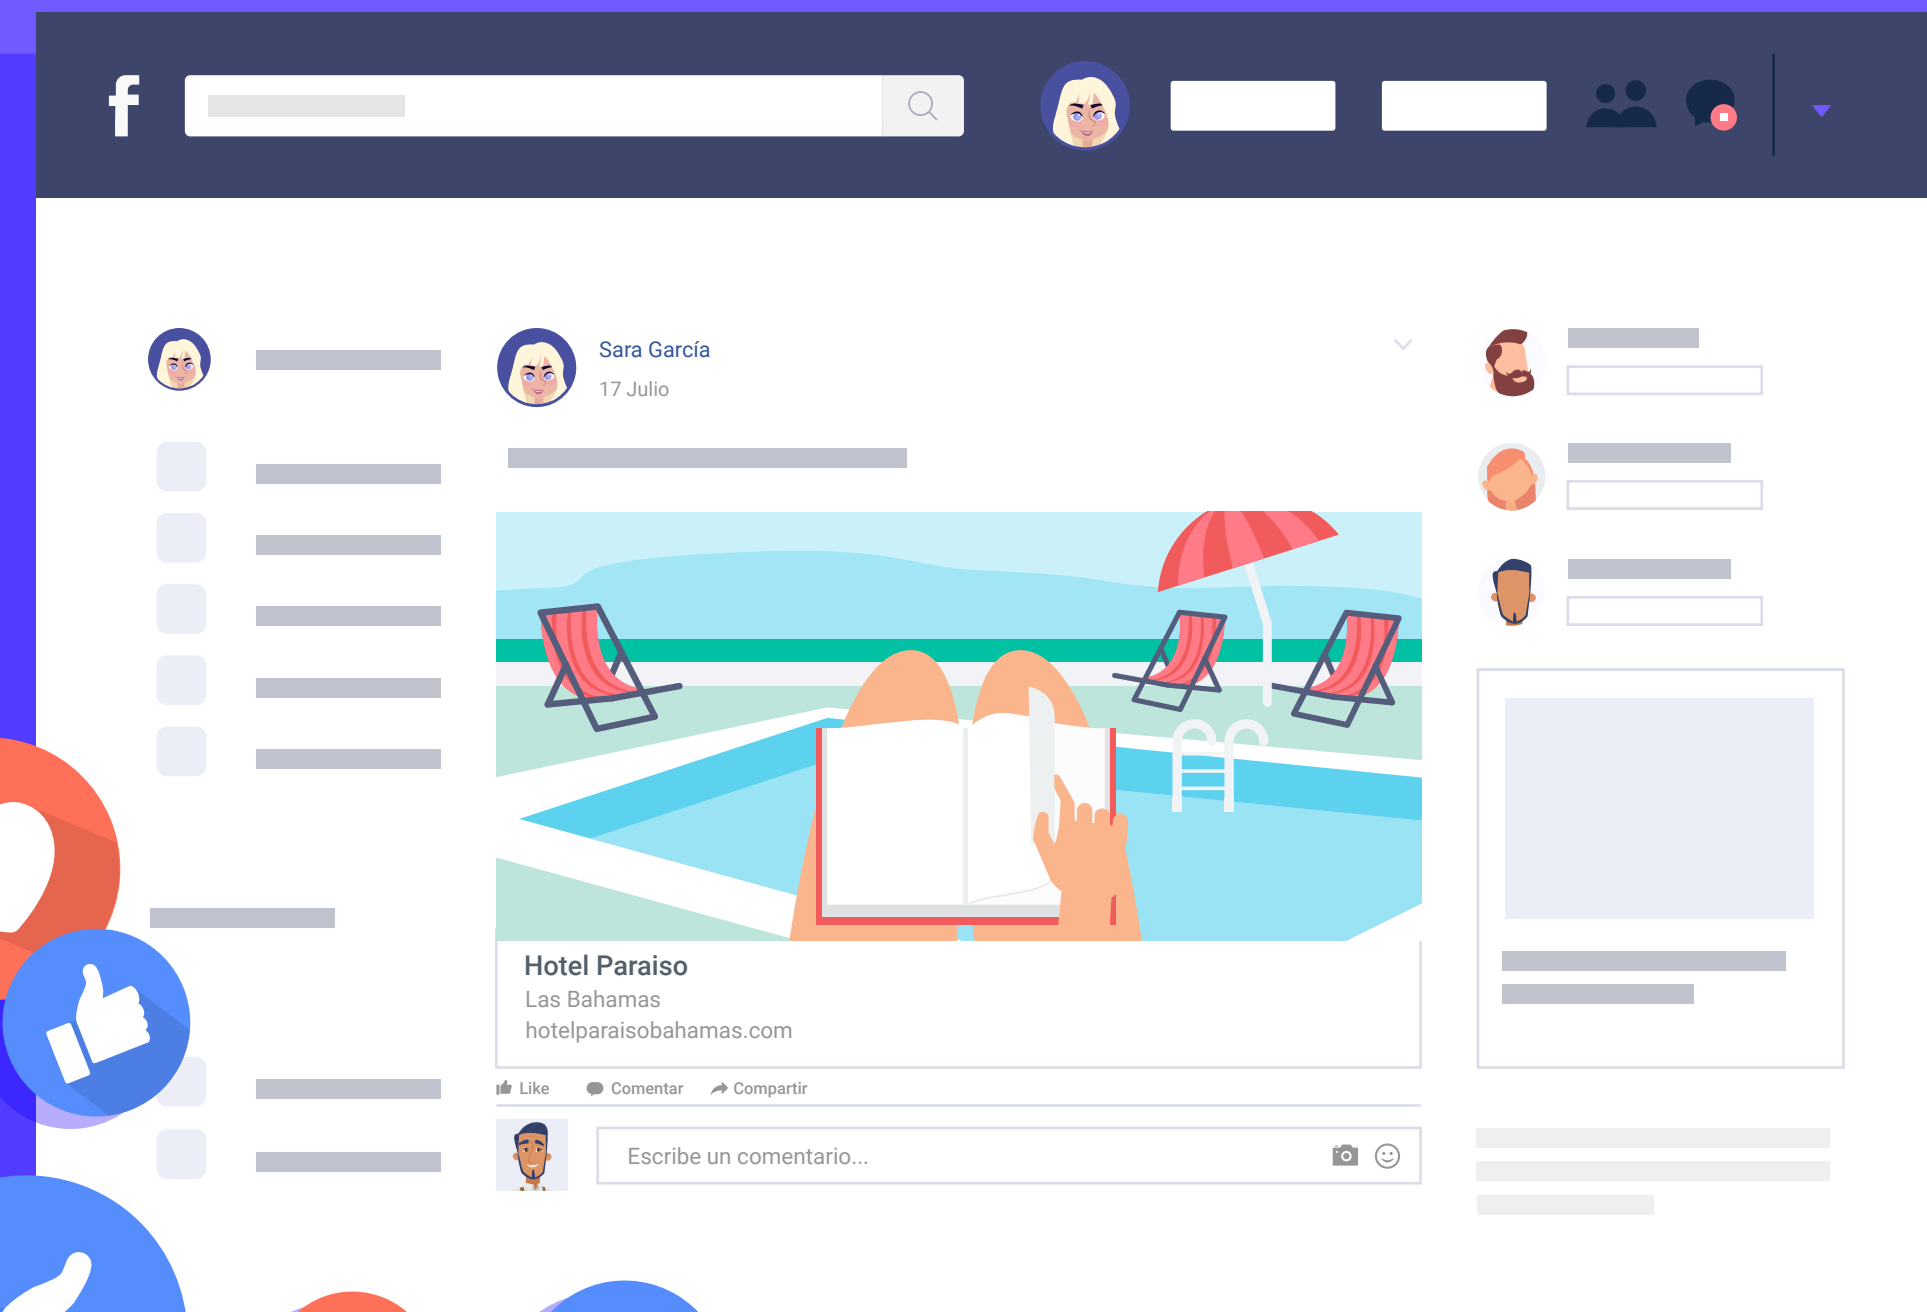 f
Sara García
17 Julio
Hotel Paraiso
Las Bahamas
hotelparaisobahamas.com
Like Comentar Compartir
Escribe un comentario...